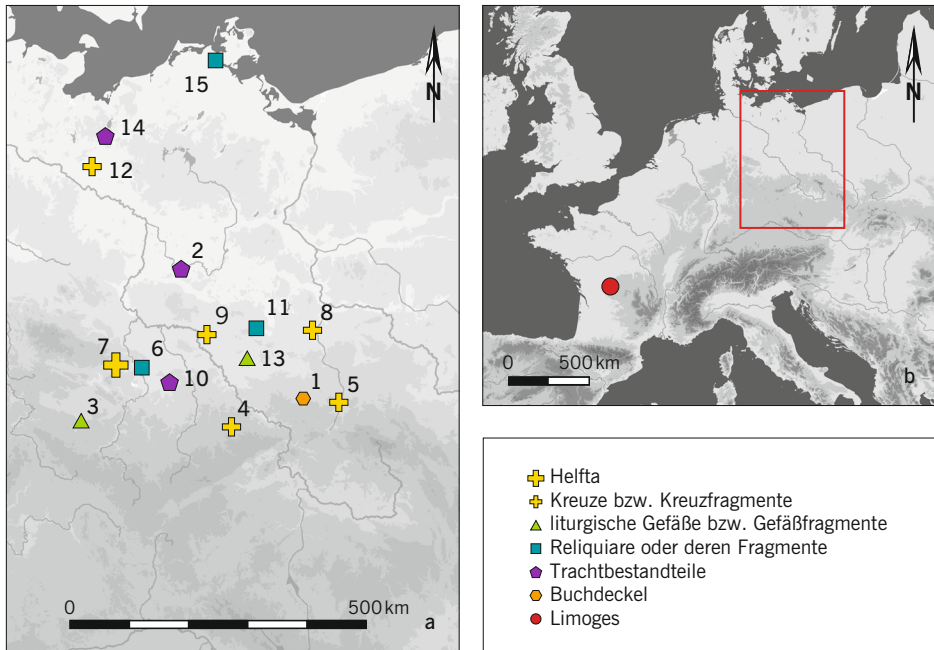 N
15
14
12
2
9
11
8
7
6
13
10
1
5
3
4
0
500 km
a
N
0
500 km
b
Helfta
Kreuze bzw. Kreuzfragmente
liturgische Gefäße bzw. Gefäßfragmente
Reliquiare oder deren Fragmente
Trachtbestandteile
Buchdeckel
Limoges